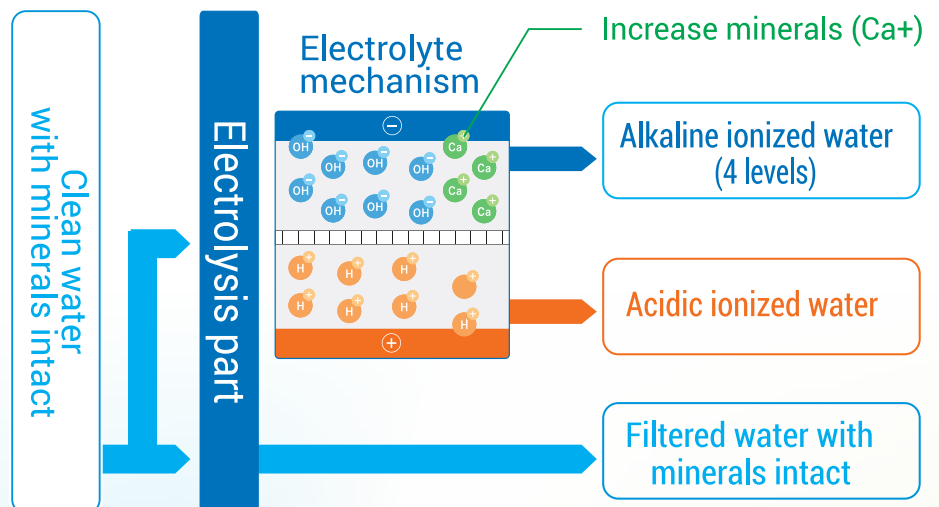 Clean water
with minerals intact
Electrolysis part
Electrolyte
mechanism
Increase minerals (Ca+)
−
OH − OH − OH − OH − Ca + Ca +
OH − OH − OH − OH − Ca + Ca +
H + H + H + +
H + H + H + H +
+
Alkaline ionized water
(4 levels)
Acidic ionized water
Filtered water with
minerals intact